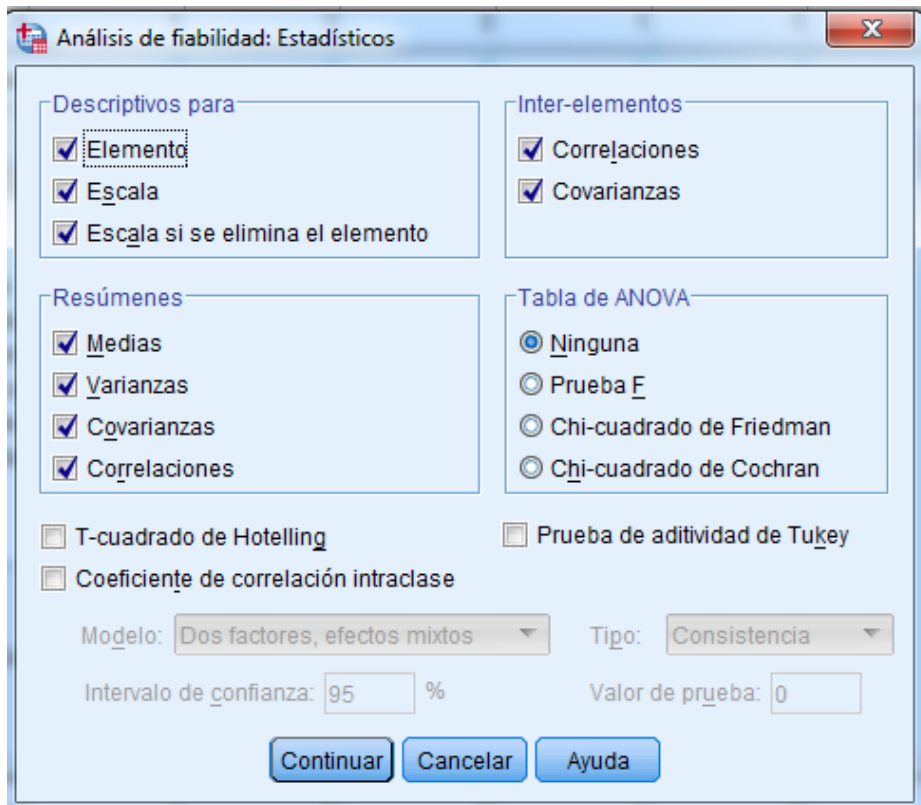 Análisis de fiabilidad: Estadísticos
Descriptivos para
Elemento
Escala
Escala si se elimina el elemento
Inter-elementos
Correlaciones
Covarianzas
Resúmenes
Medias
Varianzas
Covarianzas
Correlaciones
Tabla de ANOVA
Ninguna
Prueba F
Chi-cuadrado de Friedman
Chi-cuadrado de Cochran
T-cuadrado de Hotelling
Prueba de aditividad de Tukey
Coeficiente de correlación intraclase
Modelo: Dos factores, efectos mixtos Tipo: Consistencia
Intervalo de confianza: 95 % Valor de prueba: 0
Continuar Cancelar Ayuda